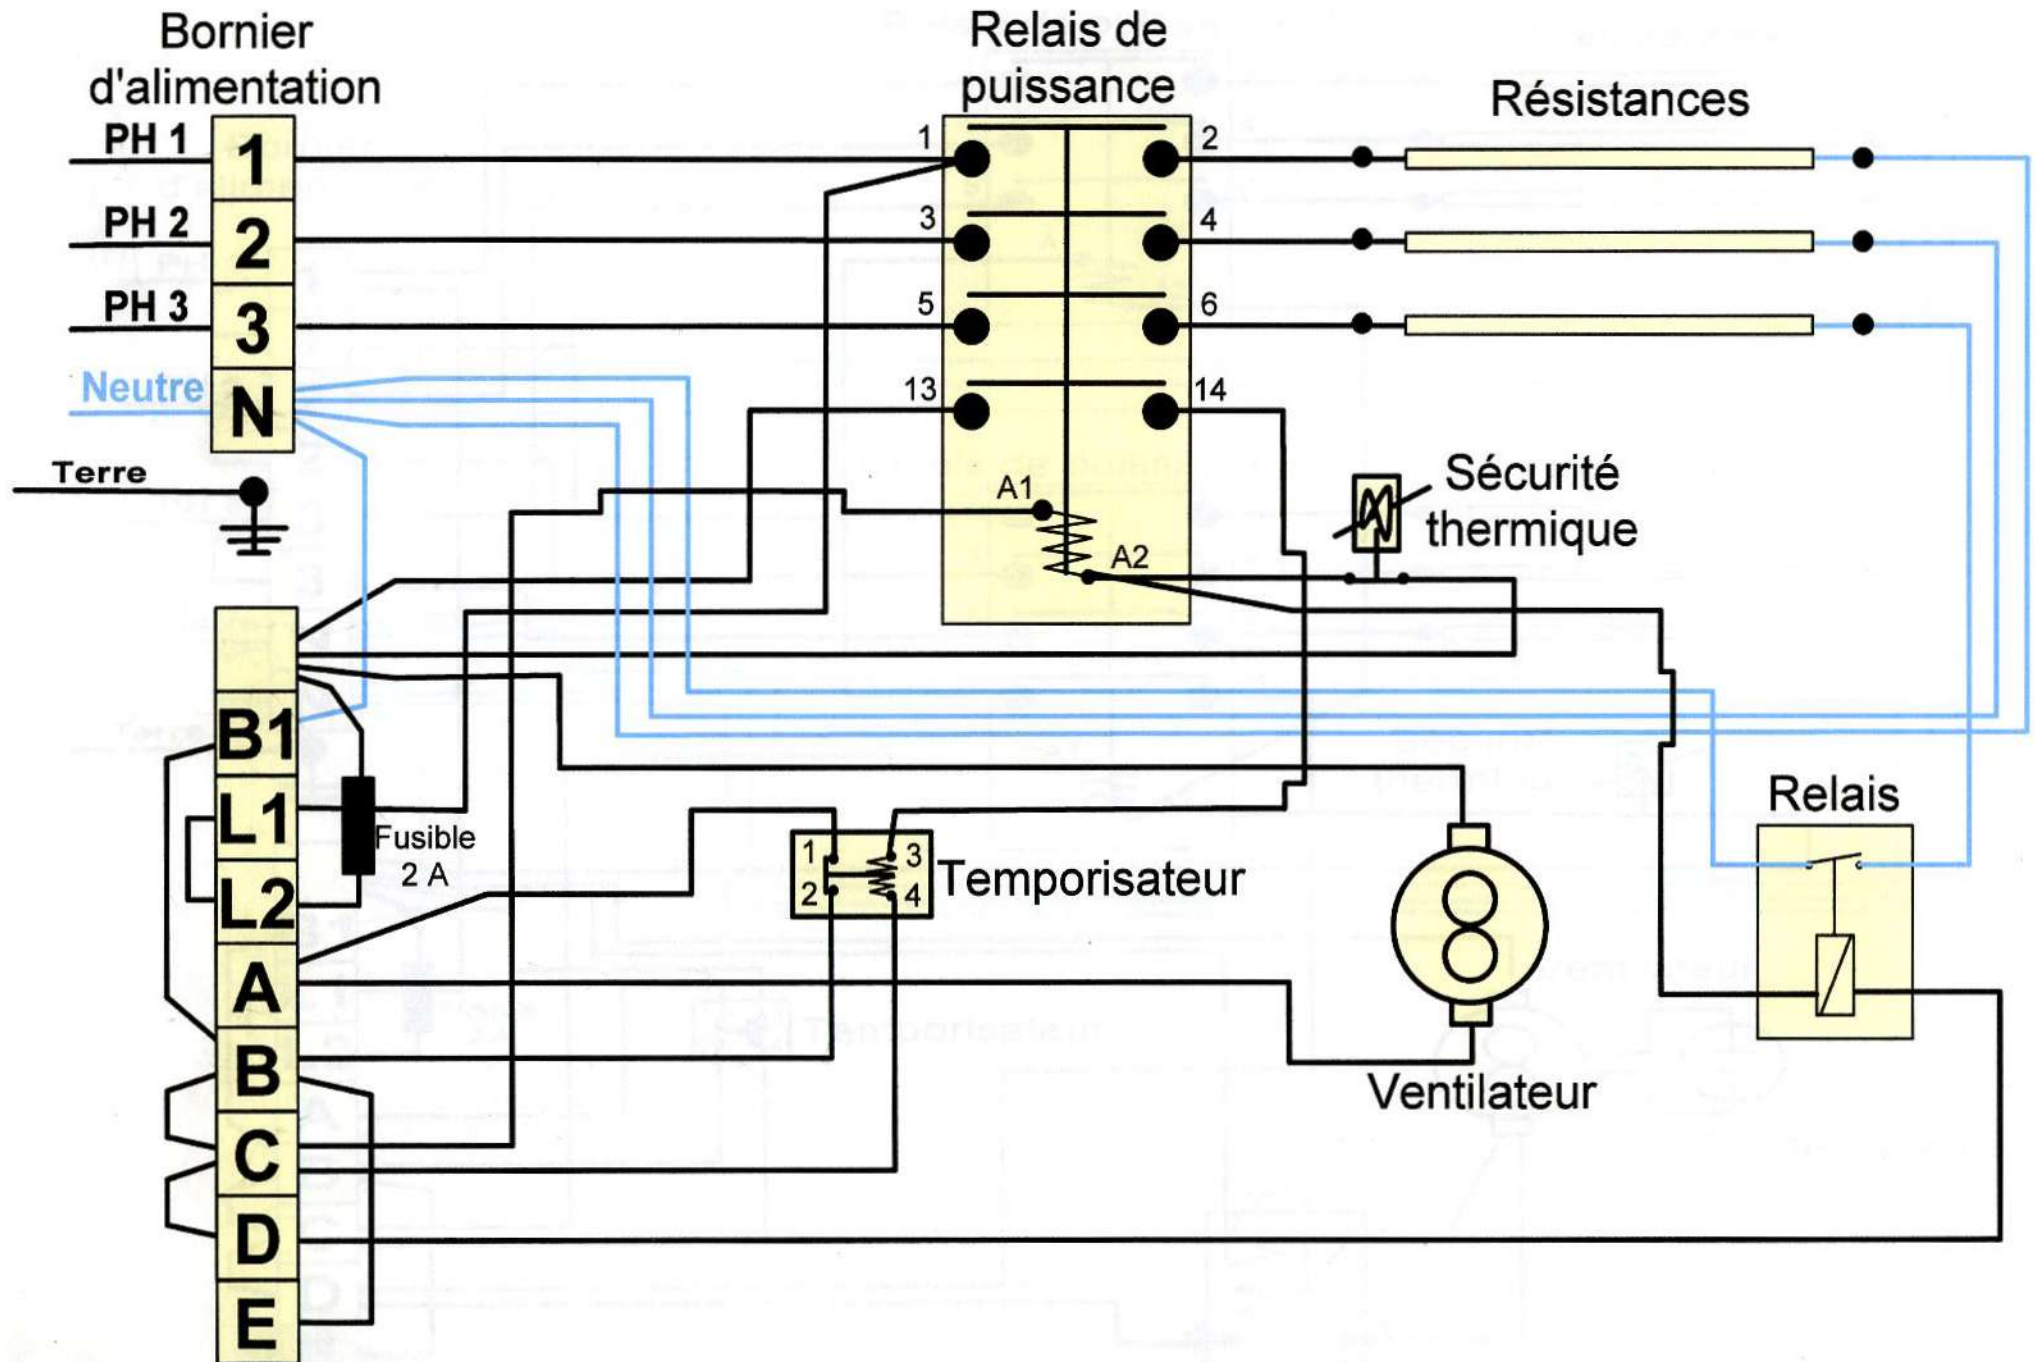 Bornier
d'alimentation
Relais de
puissance
Résistances
PH 1
1
1
2
PH 2
2
3
4
PH 3
3
5
6
Neutre
N
13
14
Terre
A1
A2
Sécurité
thermique
B1
L1
L2
Fusible
2 A
A
B
C
D
E
1
2
3
4
Temporisateur
Ventilateur
Relais